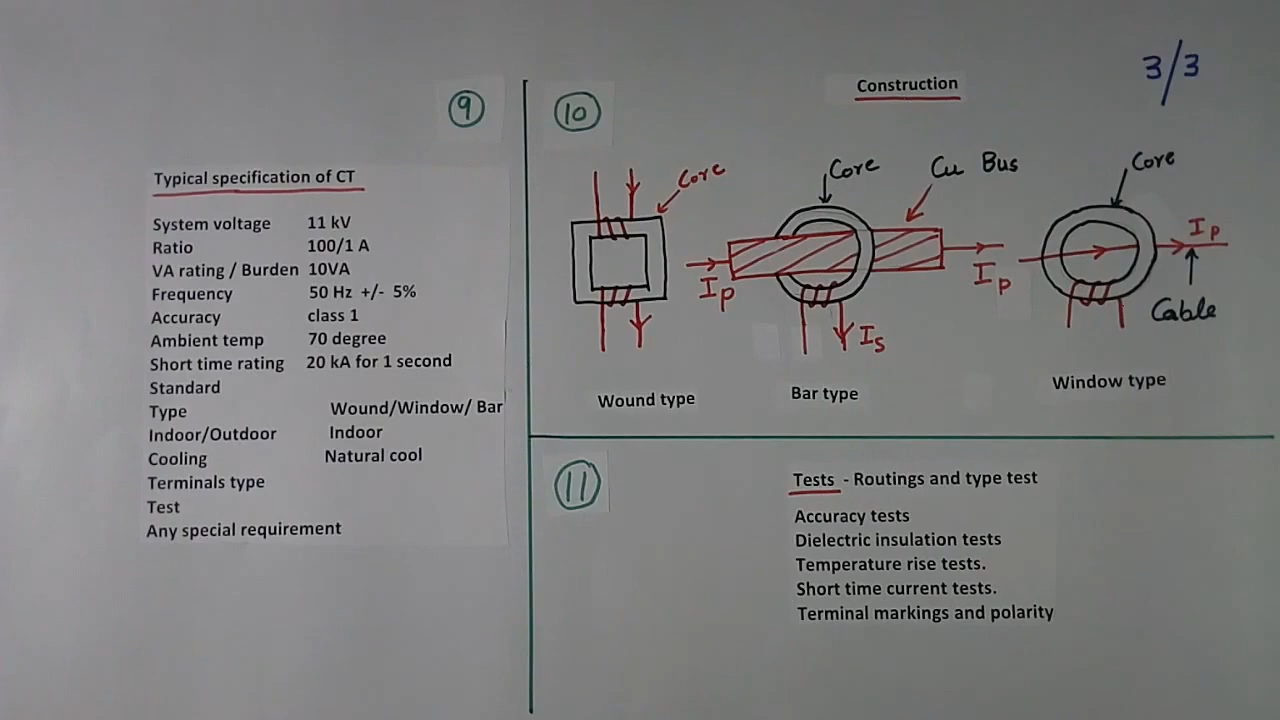 3/3
9
Typical specification of CT
System voltage 11 kV
Ratio 100/1 A
VA rating / Burden 10VA
Frequency 50 Hz +/- 5%
Accuracy class 1
Ambient temp 70 degree
Short time rating 20 kA for 1 second
Standard
Type Wound/Window/ Bar
Indoor/Outdoor Indoor
Cooling Natural cool
Terminals type
Test
Any special requirement
10
Construction
Core
Wound type
Core
Cu Bus
Ip
Ip
Is
Bar type
Core
Ip
Cable
Window type
11
Tests - Routings and type test
Accuracy tests
Dielectric insulation tests
Temperature rise tests.
Short time current tests.
Terminal markings and polarity